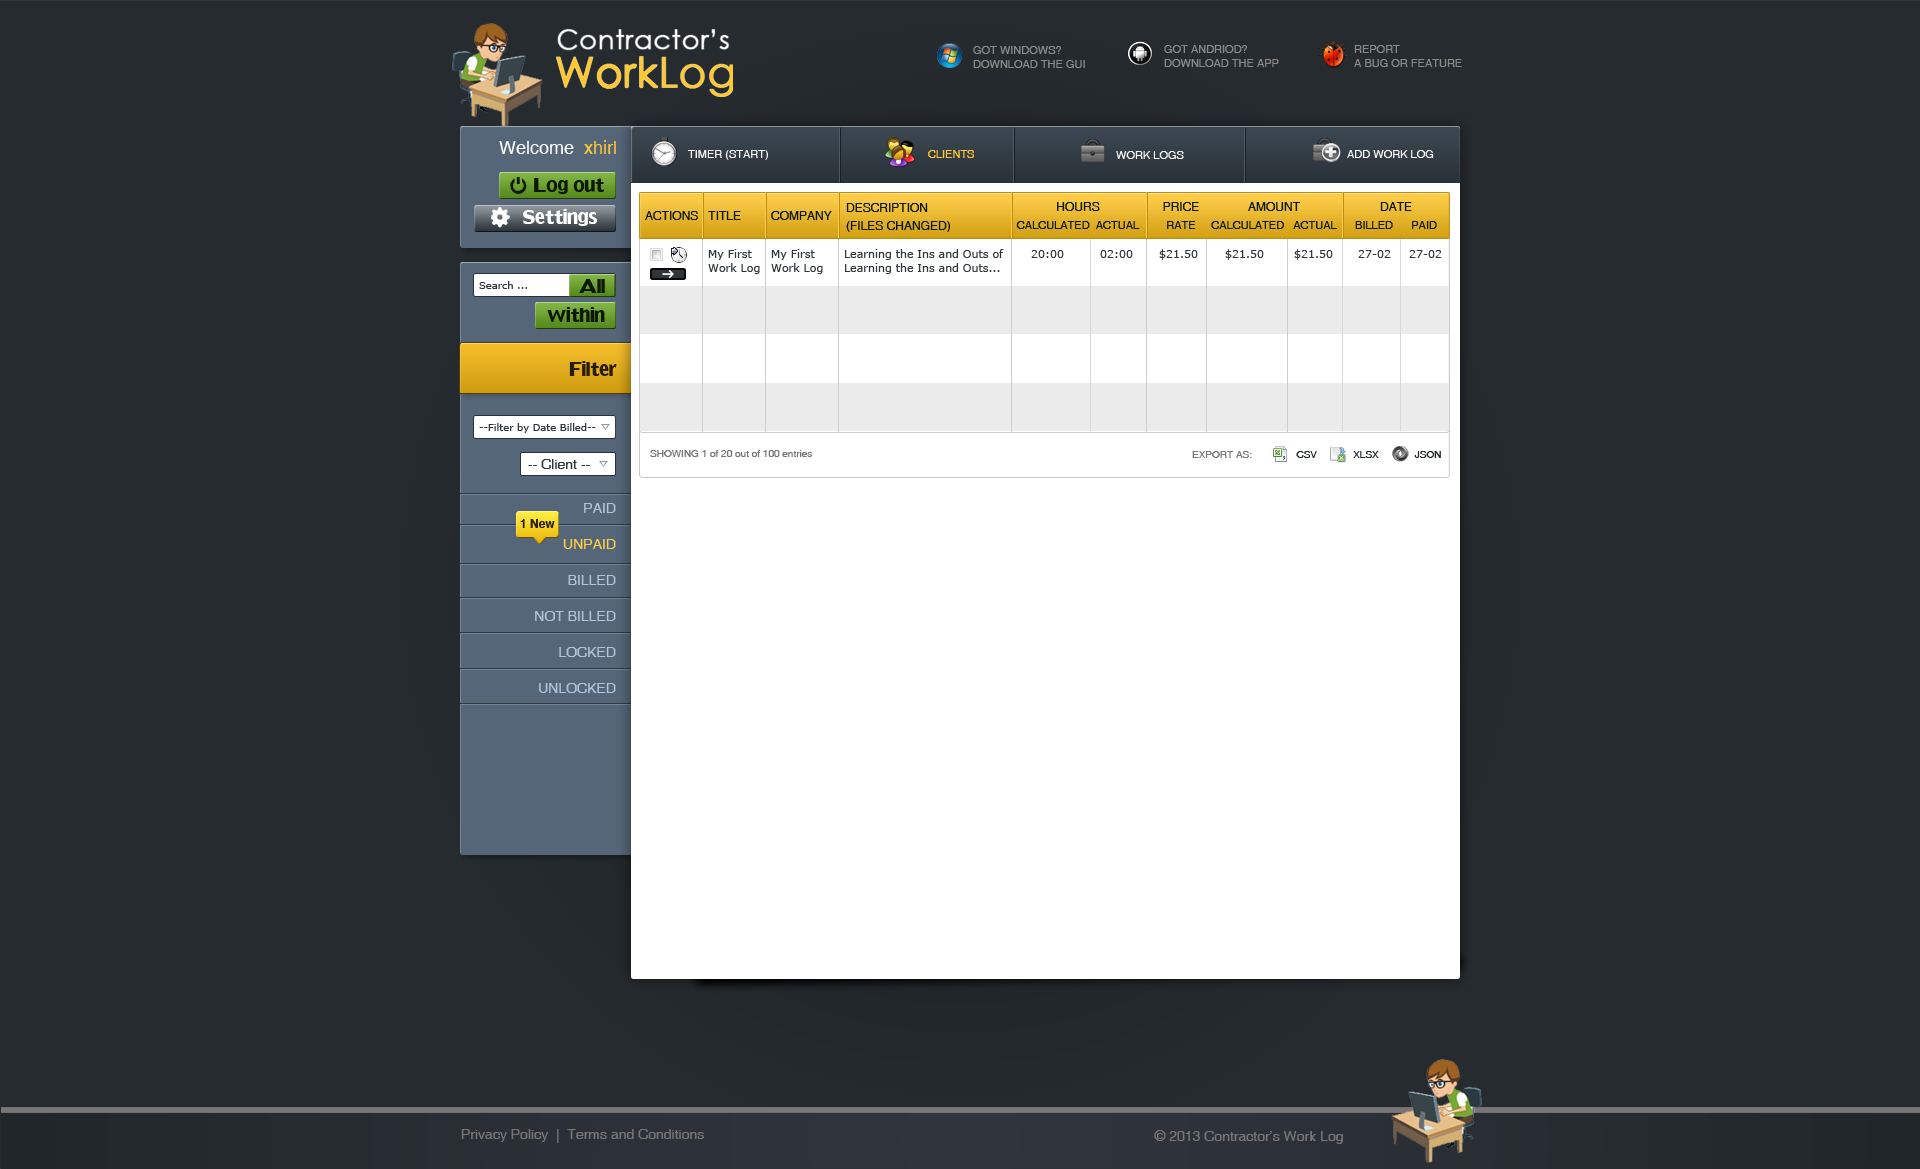 Contractor's
WorkLog
GOT WINDOWS?
DOWNLOAD THE GUI
GOT ANDRIOD?
DOWNLOAD THE APP
REPORT
A BUG OR FEATURE
Welcome xhirl
Log out
Settings
TIMER (START)
CLIENTS
WORK LOGS
ADD WORK LOG
Search ...
All
within
Filter
--Filter by Date Billed--
-- Client --
PAID
1 New
UNPAID
BILLED
NOT BILLED
LOCKED
UNLOCKED
ACTIONS
TITLE
COMPANY
DESCRIPTION
(FILES CHANGED)
HOURS
CALCULATED ACTUAL
PRICE
RATE
AMOUNT
CALCULATED ACTUAL
DATE
BILLED PAID
My First
Work Log
My First
Work Log
Learning the Ins and Outs of
Learning the Ins and Outs...
20:00
02:00
$21.50
$21.50
$21.50
27-02
27-02
SHOWING 1 of 20 out of 100 entries
EXPORT AS:
CSV
XLSX
JSON
Privacy Policy | Terms and Conditions
© 2013 Contractor's Work Log